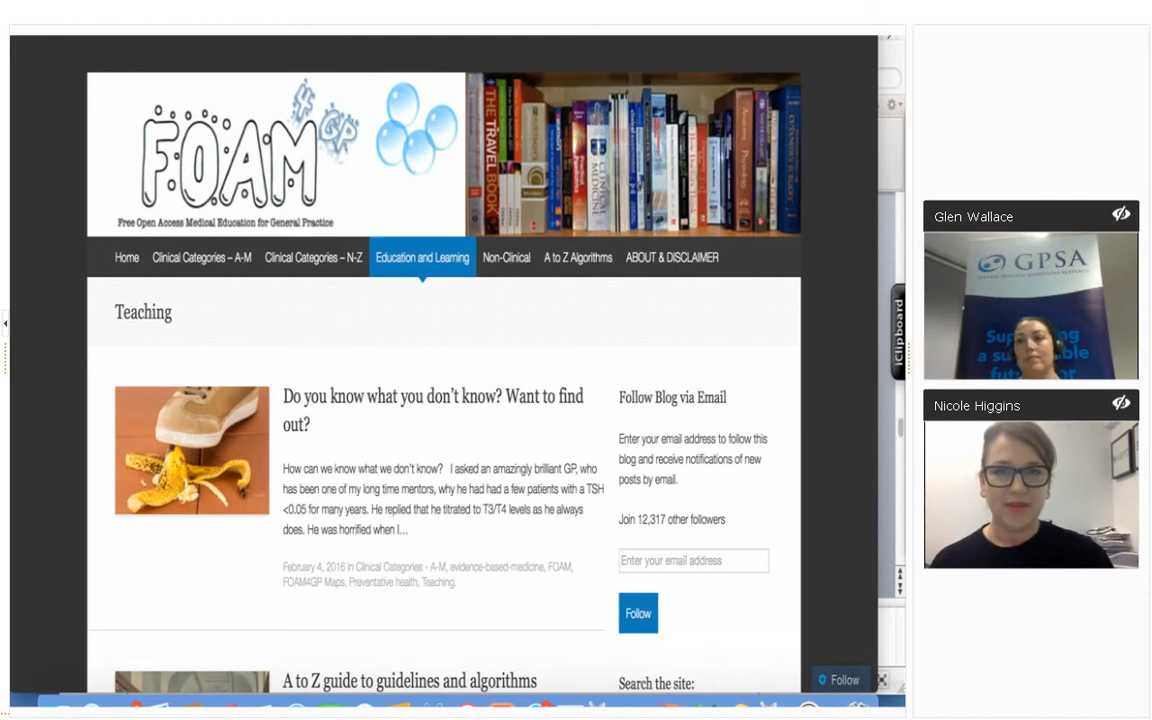 FOAM
4 GP
Free Open Access Medical Education for General Practice
THE TRAVEL BOOK
CLINICAL MEDICINE
Home
Clinical Categories – A-M
Clinical Categories – N-Z
Education and Learning
Non-Clinical
A to Z Algorithms
ABOUT & DISCLAIMER
Teaching
Do you know what you don't know? Want to find
out?
How can we know what we don't know? I asked an amazingly brilliant GP, who
has been one of my long time mentors, why he had had a few patients with a TSH
<0.05 for many years. He replied that he titrated to T3/T4 levels as he always
does. He was horrified when I...
February 4, 2016 in Clinical Categories - A-M, evidence-based-medicine, FOAM,
FOAM4GP Maps, Preventative health, Teaching.
A to Z guide to guidelines and algorithms
Follow Blog via Email
Enter your email address to follow this
blog and receive notifications of new
posts by email.
Join 12,317 other followers
Enter your email address
Follow
Search the site:
Follow
iClipboard
Glen Wallace
GPSA
Nicole Higgins